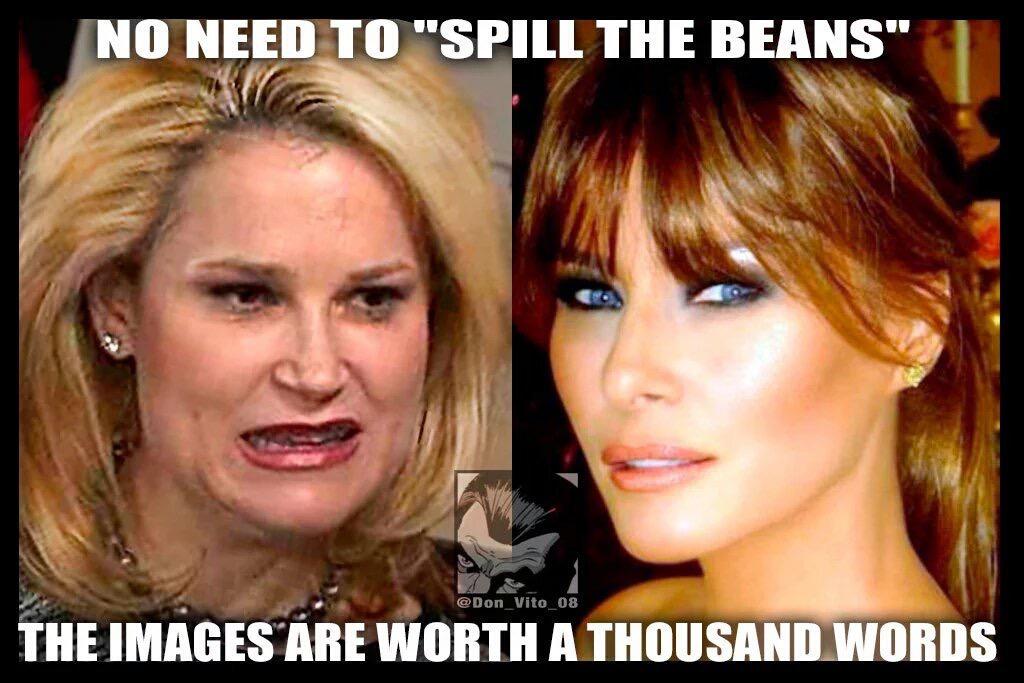 NO NEED TO "SPILL THE BEANS"
@Don_Vito_08
THE IMAGES ARE WORTH A THOUSAND WORDS